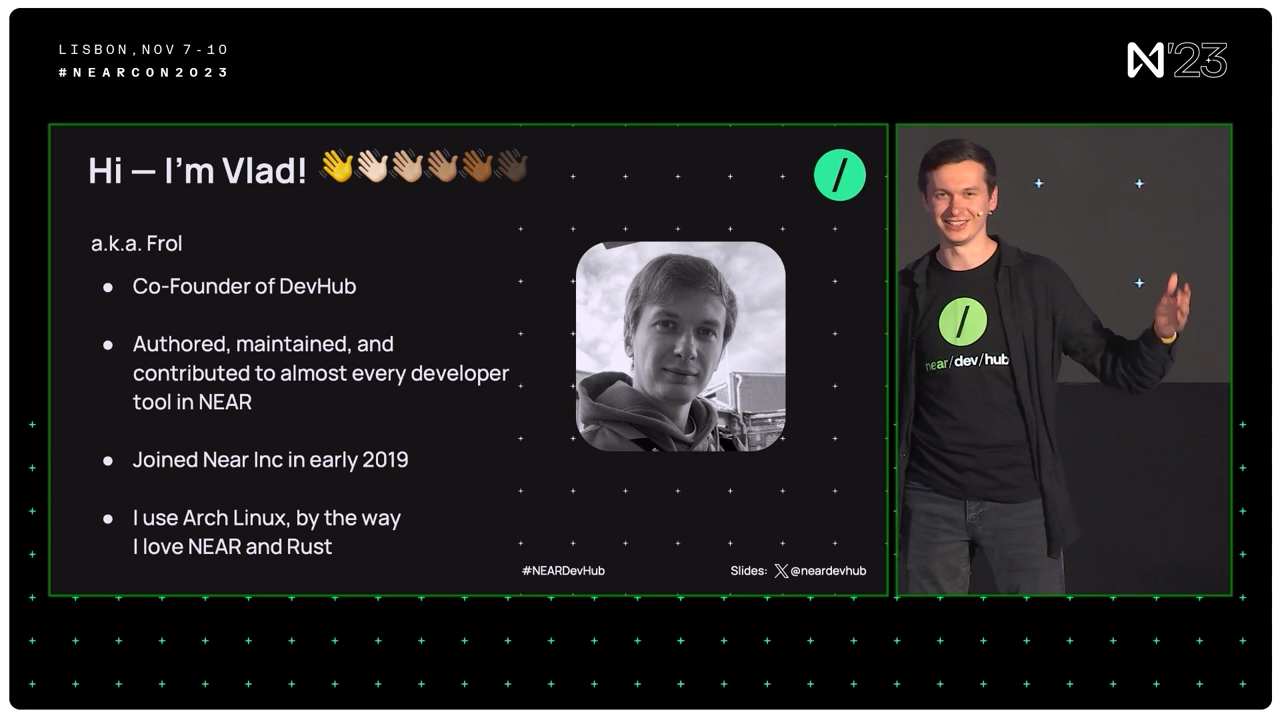 LISBON, NOV 7-10
#NEARCON2023
N'23
Hi — I'm Vlad! 👋👋🏻👋🏼👋🏽👋🏾👋🏿
/
a.k.a. Frol
● Co-Founder of DevHub
● Authored, maintained, and
contributed to almost every developer
tool in NEAR
● Joined Near Inc in early 2019
● I use Arch Linux, by the way
I love NEAR and Rust
#NEARDevHub
Slides: 𝕏 @neardevhub
/
near/dev/hub